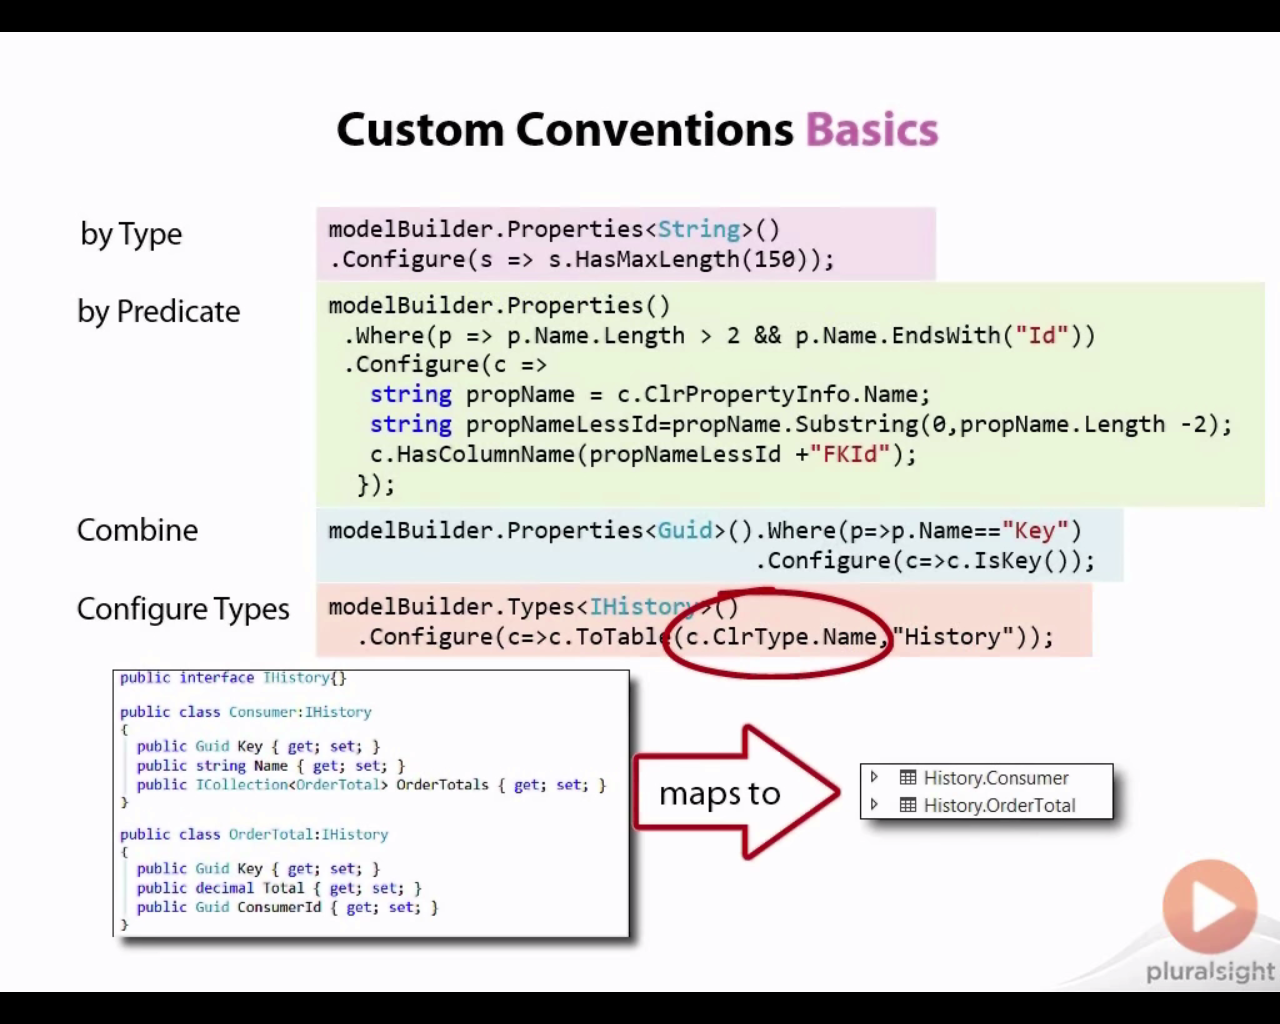 Custom Conventions Basics
by Type
modelBuilder.Properties<String>()
.Configure(s => s.HasMaxLength(150));
by Predicate
modelBuilder.Properties()
.Where(p => p.Name.Length > 2 && p.Name.EndsWith("Id"))
.Configure(c =>
string propName = c.ClrPropertyInfo.Name;
string propNameLessId=propName.Substring(0,propName.Length -2);
c.HasColumnName(propNameLessId +"FKId");
});
Combine
modelBuilder.Properties<Guid>().Where(p=>p.Name=="Key")
.Configure(c=>c.IsKey());
Configure Types
modelBuilder.Types<IHistory>()
.Configure(c=>c.ToTable(c.ClrType.Name,"History"));
public interface IHistory{}
public class Consumer:IHistory
{
public Guid Key { get; set; }
public string Name { get; set; }
public ICollection<OrderTotal> OrderTotals { get; set; }
}
public class OrderTotal:IHistory
{
public Guid Key { get; set; }
public decimal Total { get; set; }
public Guid ConsumerId { get; set; }
}
maps to
History.Consumer
History.OrderTotal
pluralsight